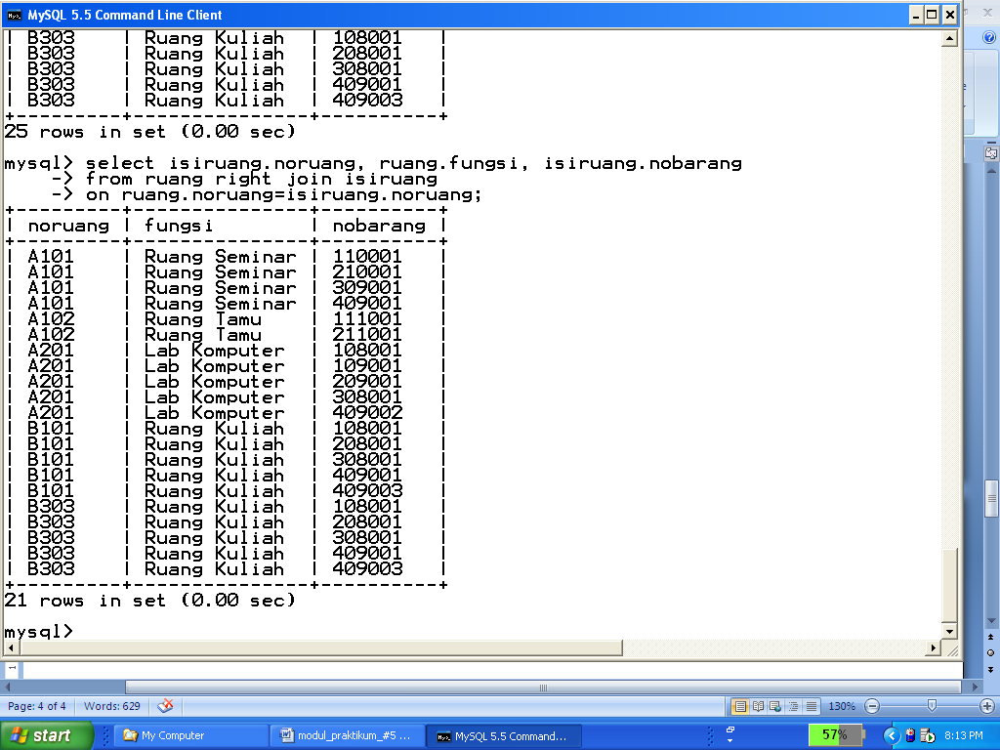 MySQL 5.5 Command Line Client
| B303 | Ruang Kuliah | 108001 |
| B303 | Ruang Kuliah | 208001 |
| B303 | Ruang Kuliah | 308001 |
| B303 | Ruang Kuliah | 409001 |
| B303 | Ruang Kuliah | 409003 |
+----------+---------------+----------+
25 rows in set (0.00 sec)
mysql> select isiruang.noruang, ruang.fungsi, isiruang.nobarang
-> from ruang right join isiruang
-> on ruang.noruang=isiruang.noruang;
+----------+---------------+----------+
| noruang | fungsi | nobarang |
+----------+---------------+----------+
| A101 | Ruang Seminar | 110001 |
| A101 | Ruang Seminar | 210001 |
| A101 | Ruang Seminar | 309001 |
| A101 | Ruang Seminar | 409001 |
| A102 | Ruang Tamu | 111001 |
| A102 | Ruang Tamu | 211001 |
| A201 | Lab Komputer | 108001 |
| A201 | Lab Komputer | 109001 |
| A201 | Lab Komputer | 209001 |
| A201 | Lab Komputer | 308001 |
| A201 | Lab Komputer | 409002 |
| B101 | Ruang Kuliah | 108001 |
| B101 | Ruang Kuliah | 208001 |
| B101 | Ruang Kuliah | 308001 |
| B101 | Ruang Kuliah | 409001 |
| B101 | Ruang Kuliah | 409003 |
| B303 | Ruang Kuliah | 108001 |
| B303 | Ruang Kuliah | 208001 |
| B303 | Ruang Kuliah | 308001 |
| B303 | Ruang Kuliah | 409001 |
| B303 | Ruang Kuliah | 409003 |
+----------+---------------+----------+
21 rows in set (0.00 sec)
mysql>
Page: 4 of 4 Words: 629 130%
start My Computer modul_praktikum_#5 ... MySQL 5.5 Command... 57% 8:13 PM